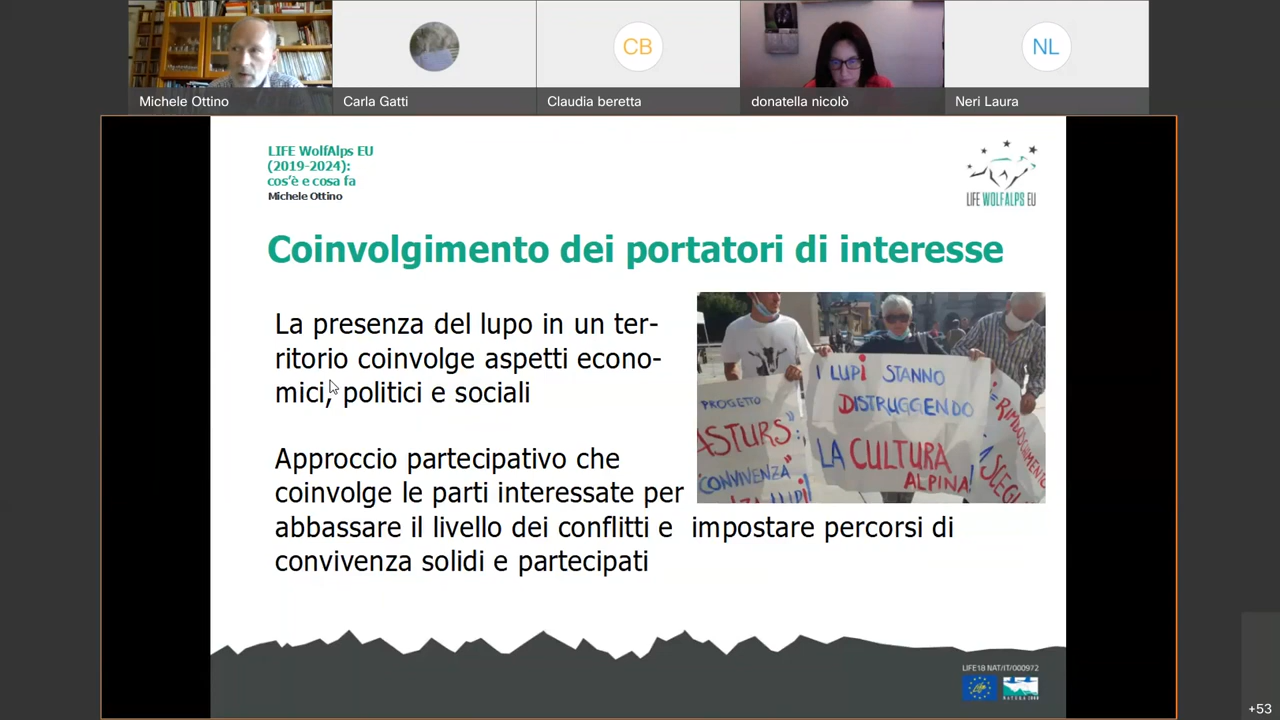 CB
NL
Michele Ottino
Carla Gatti
Claudia beretta
donatella nicolò
Neri Laura
LIFE WolfAlps EU
(2019-2024):
cos'è e cosa fa
Michele Ottino
LIFE WOLFALPS EU
Coinvolgimento dei portatori di interesse
La presenza del lupo in un ter-
ritorio coinvolge aspetti econo-
mici, politici e sociali
Approccio partecipativo che
coinvolge le parti interessate per
abbassare il livello dei conflitti e impostare percorsi di
convivenza solidi e partecipati
PROGETTO
ASTURS":
"CONVIVENZA
LUPI
I LUPI STANNO
DISTRUGGENDO
LA CULTURA
ALPINA!
= RIMBOSCHIMENTO
SCEGLI
LIFE18 NAT/IT/000972
+53